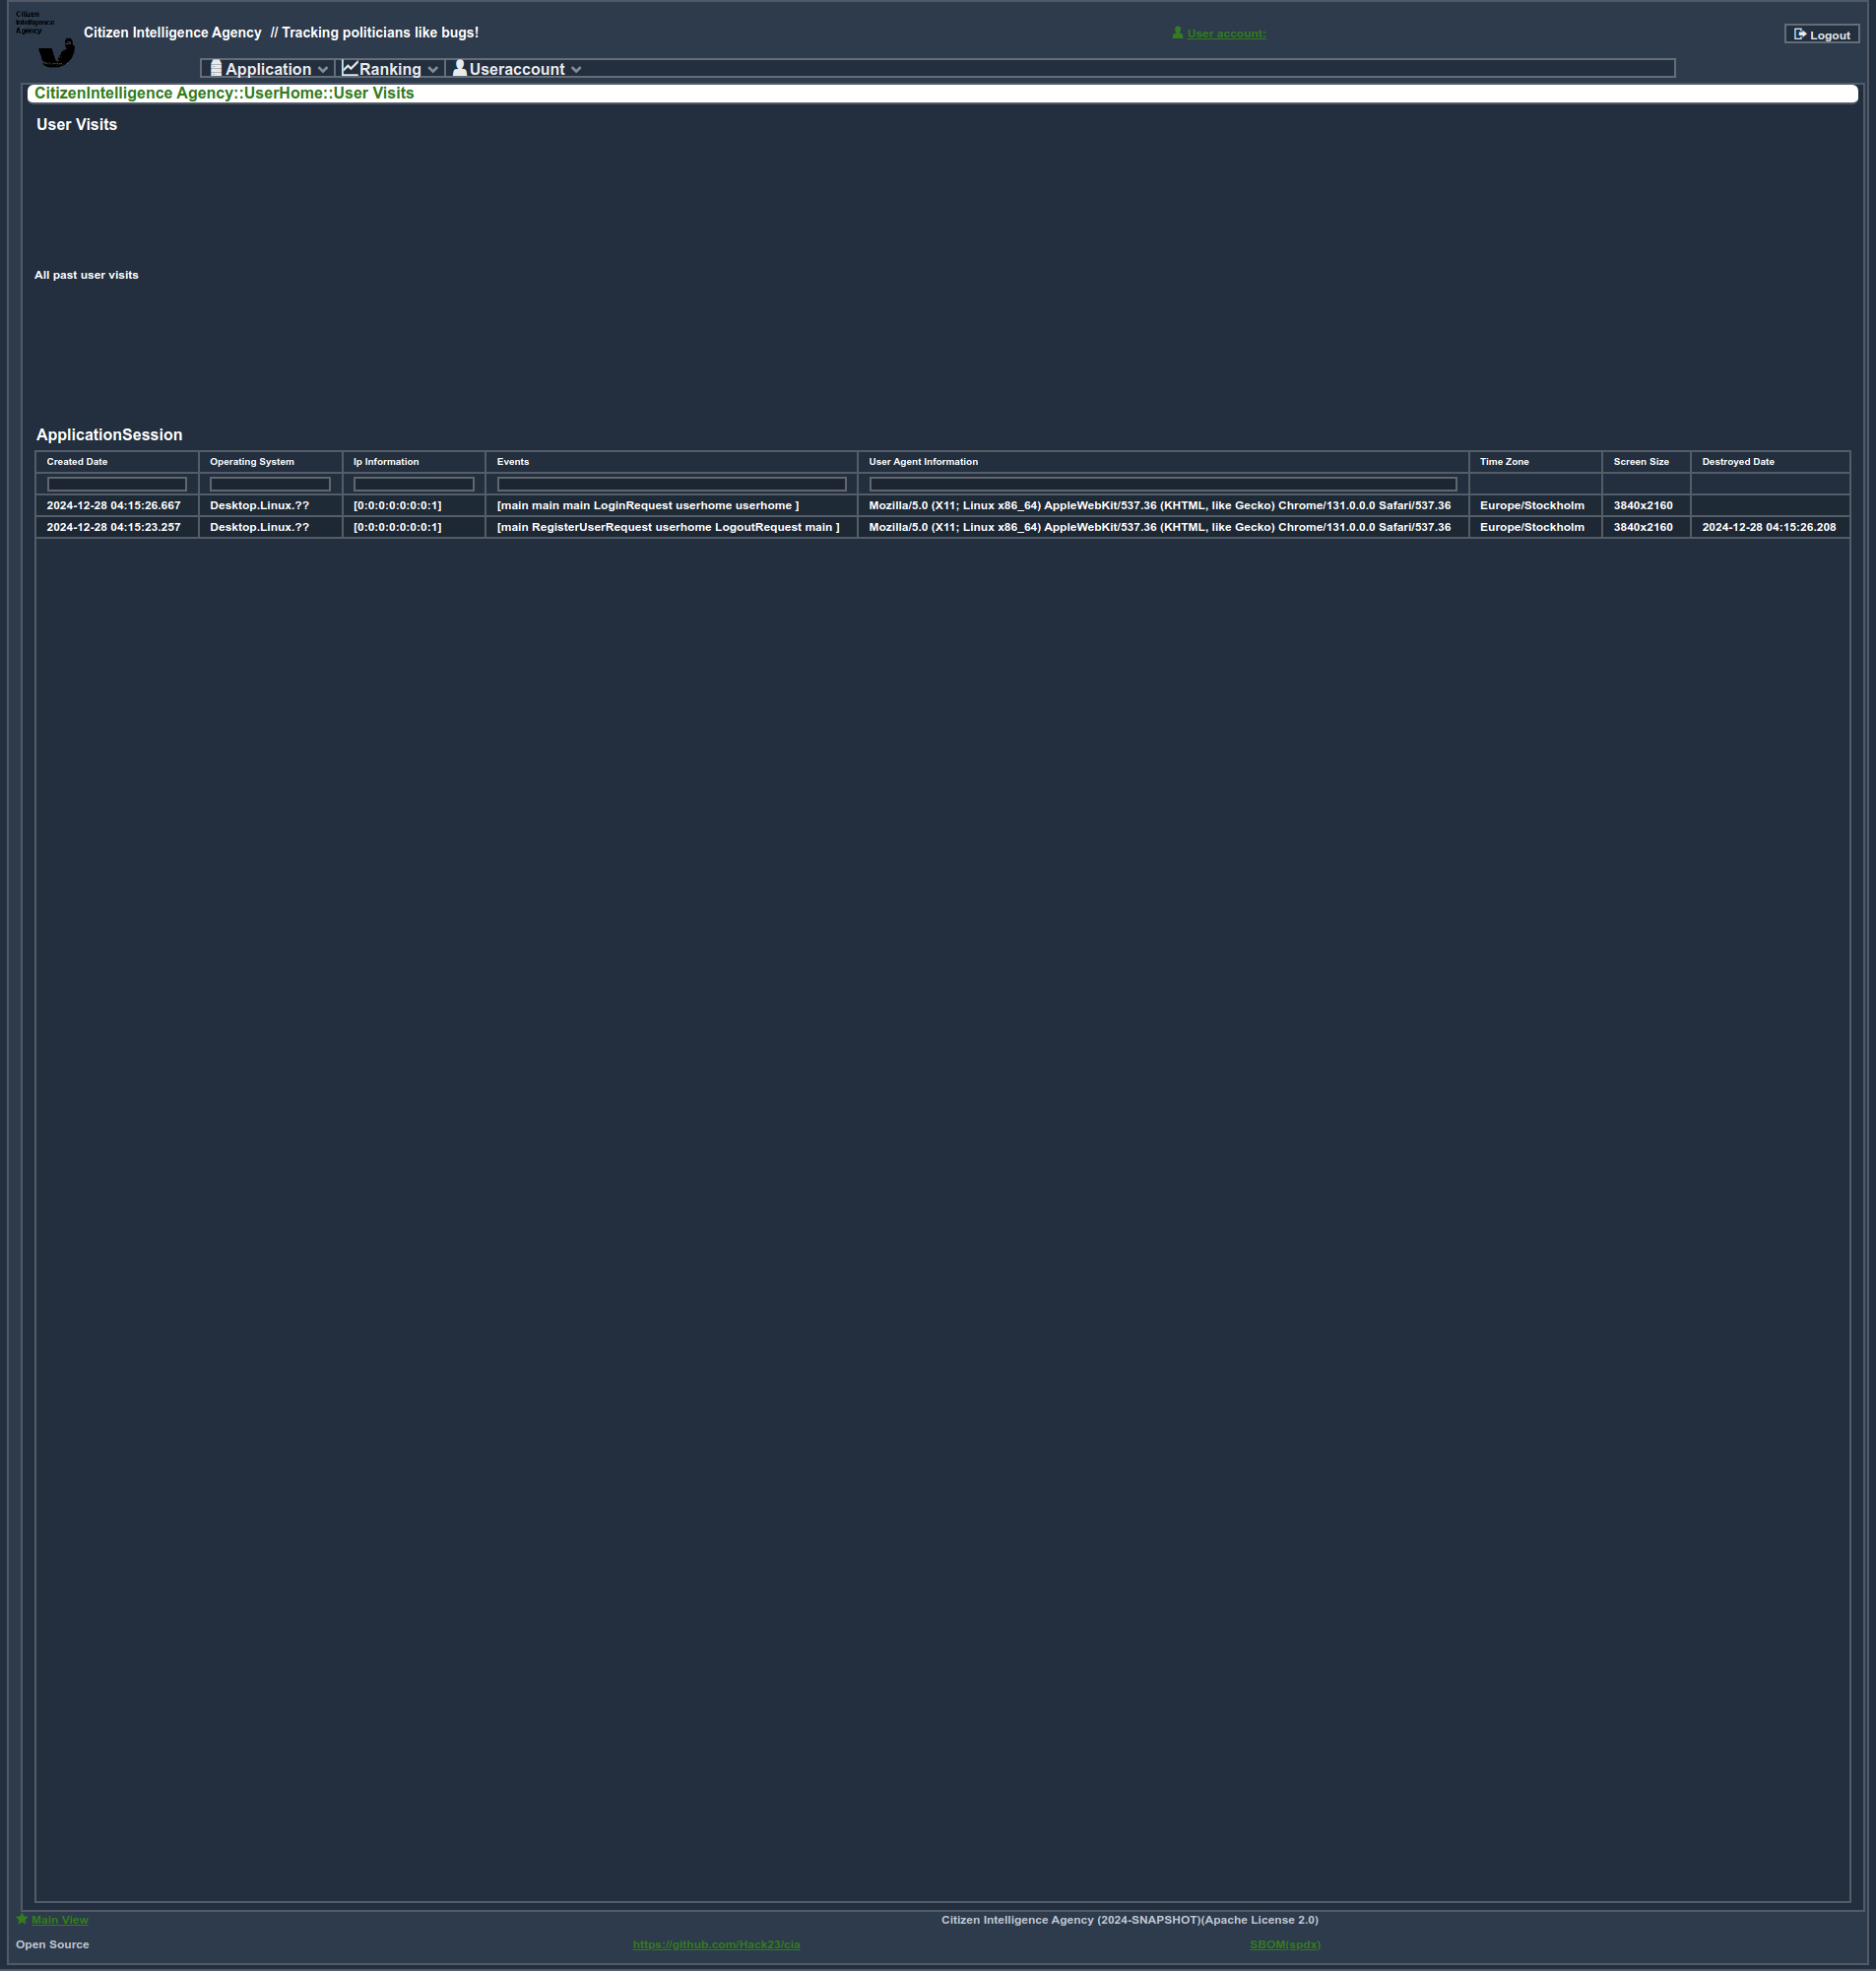 Citizen
Intelligence
Agency
Citizen Intelligence Agency // Tracking politicians like bugs!
User account:
Logout
Application Ranking Useraccount
CitizenIntelligence Agency::UserHome::User Visits
User Visits
All past user visits
ApplicationSession
Created Date Operating System Ip Information Events User Agent Information Time Zone Screen Size Destroyed Date
2024-12-28 04:15:26.667 Desktop.Linux.?? [0:0:0:0:0:0:0:1] [main main main LoginRequest userhome userhome ] Mozilla/5.0 (X11; Linux x86_64) AppleWebKit/537.36 (KHTML, like Gecko) Chrome/131.0.0.0 Safari/537.36 Europe/Stockholm 3840x2160
2024-12-28 04:15:23.257 Desktop.Linux.?? [0:0:0:0:0:0:0:1] [main RegisterUserRequest userhome LogoutRequest main ] Mozilla/5.0 (X11; Linux x86_64) AppleWebKit/537.36 (KHTML, like Gecko) Chrome/131.0.0.0 Safari/537.36 Europe/Stockholm 3840x2160 2024-12-28 04:15:26.208
Main View Citizen Intelligence Agency (2024-SNAPSHOT)(Apache License 2.0)
Open Source https://github.com/Hack23/cia SBOM(spdx)